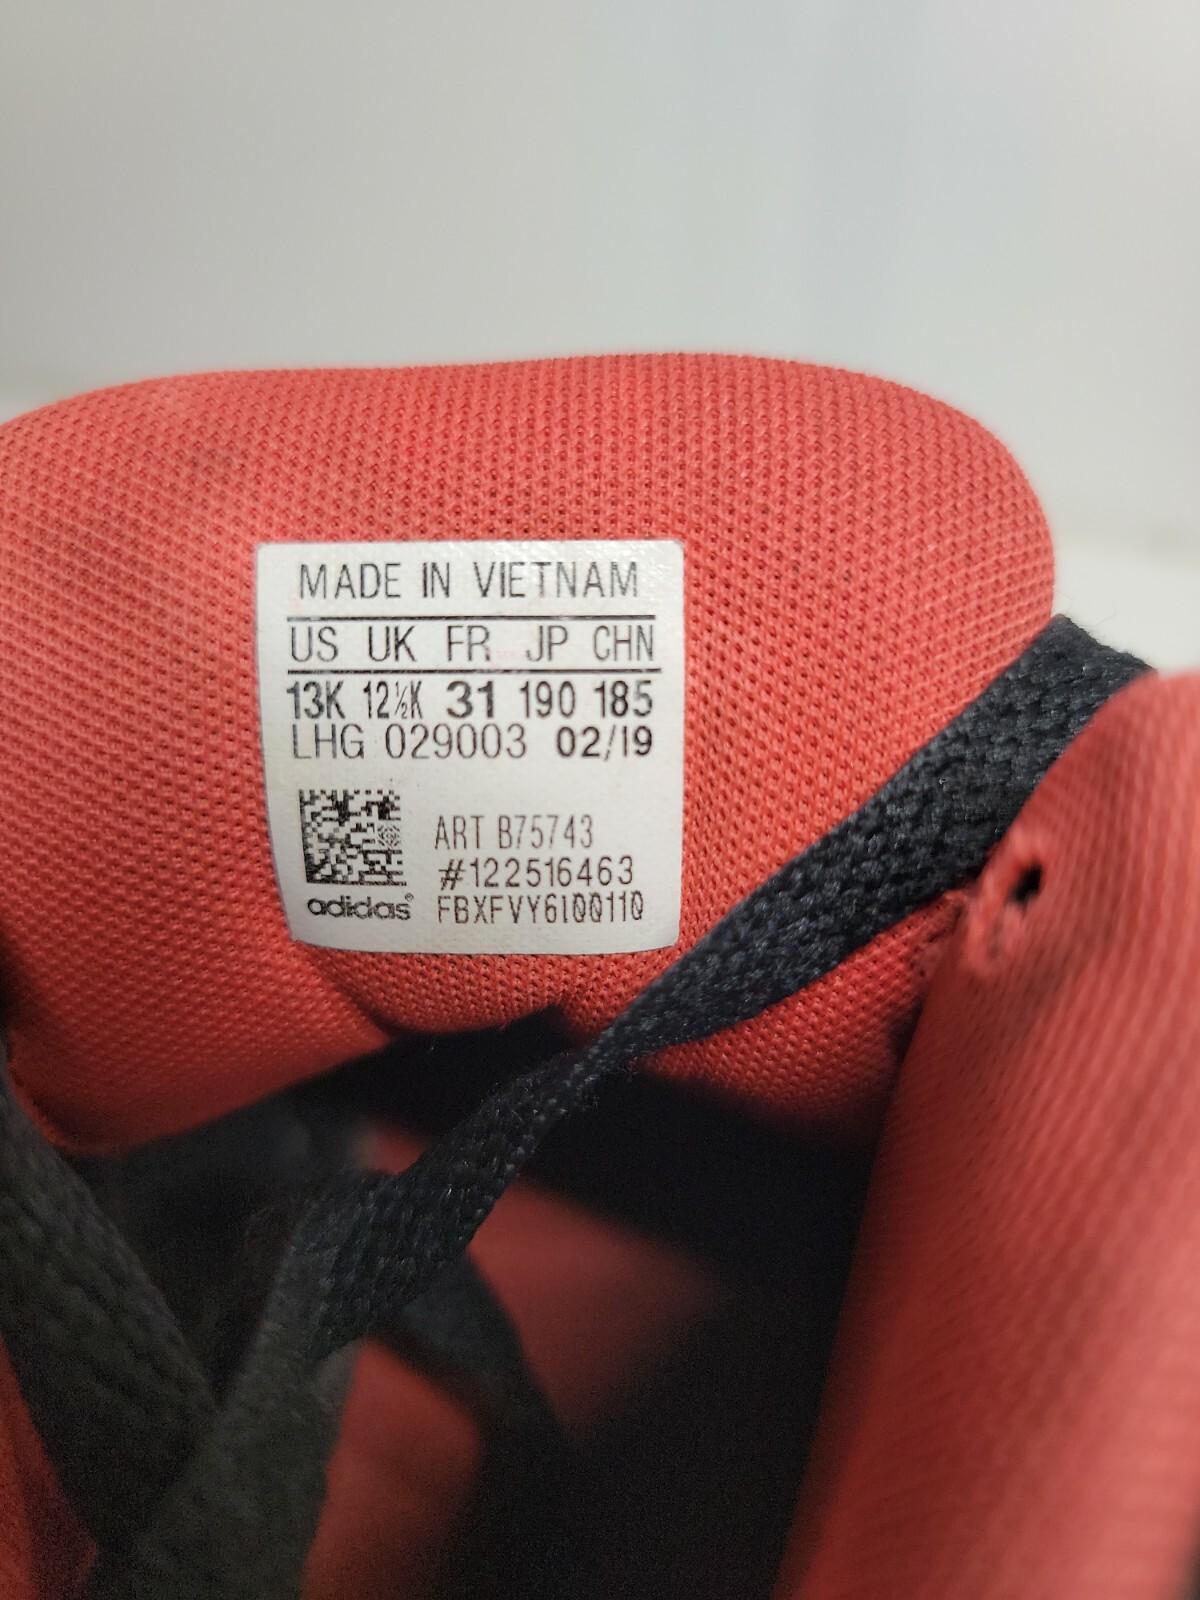 MADE IN VIETNAM
US UK FR JP CHN
13K 12½K 31 190 185
LHG 029003 02/19
ART B75743
#122516463
adidas® FBXFVY6100110